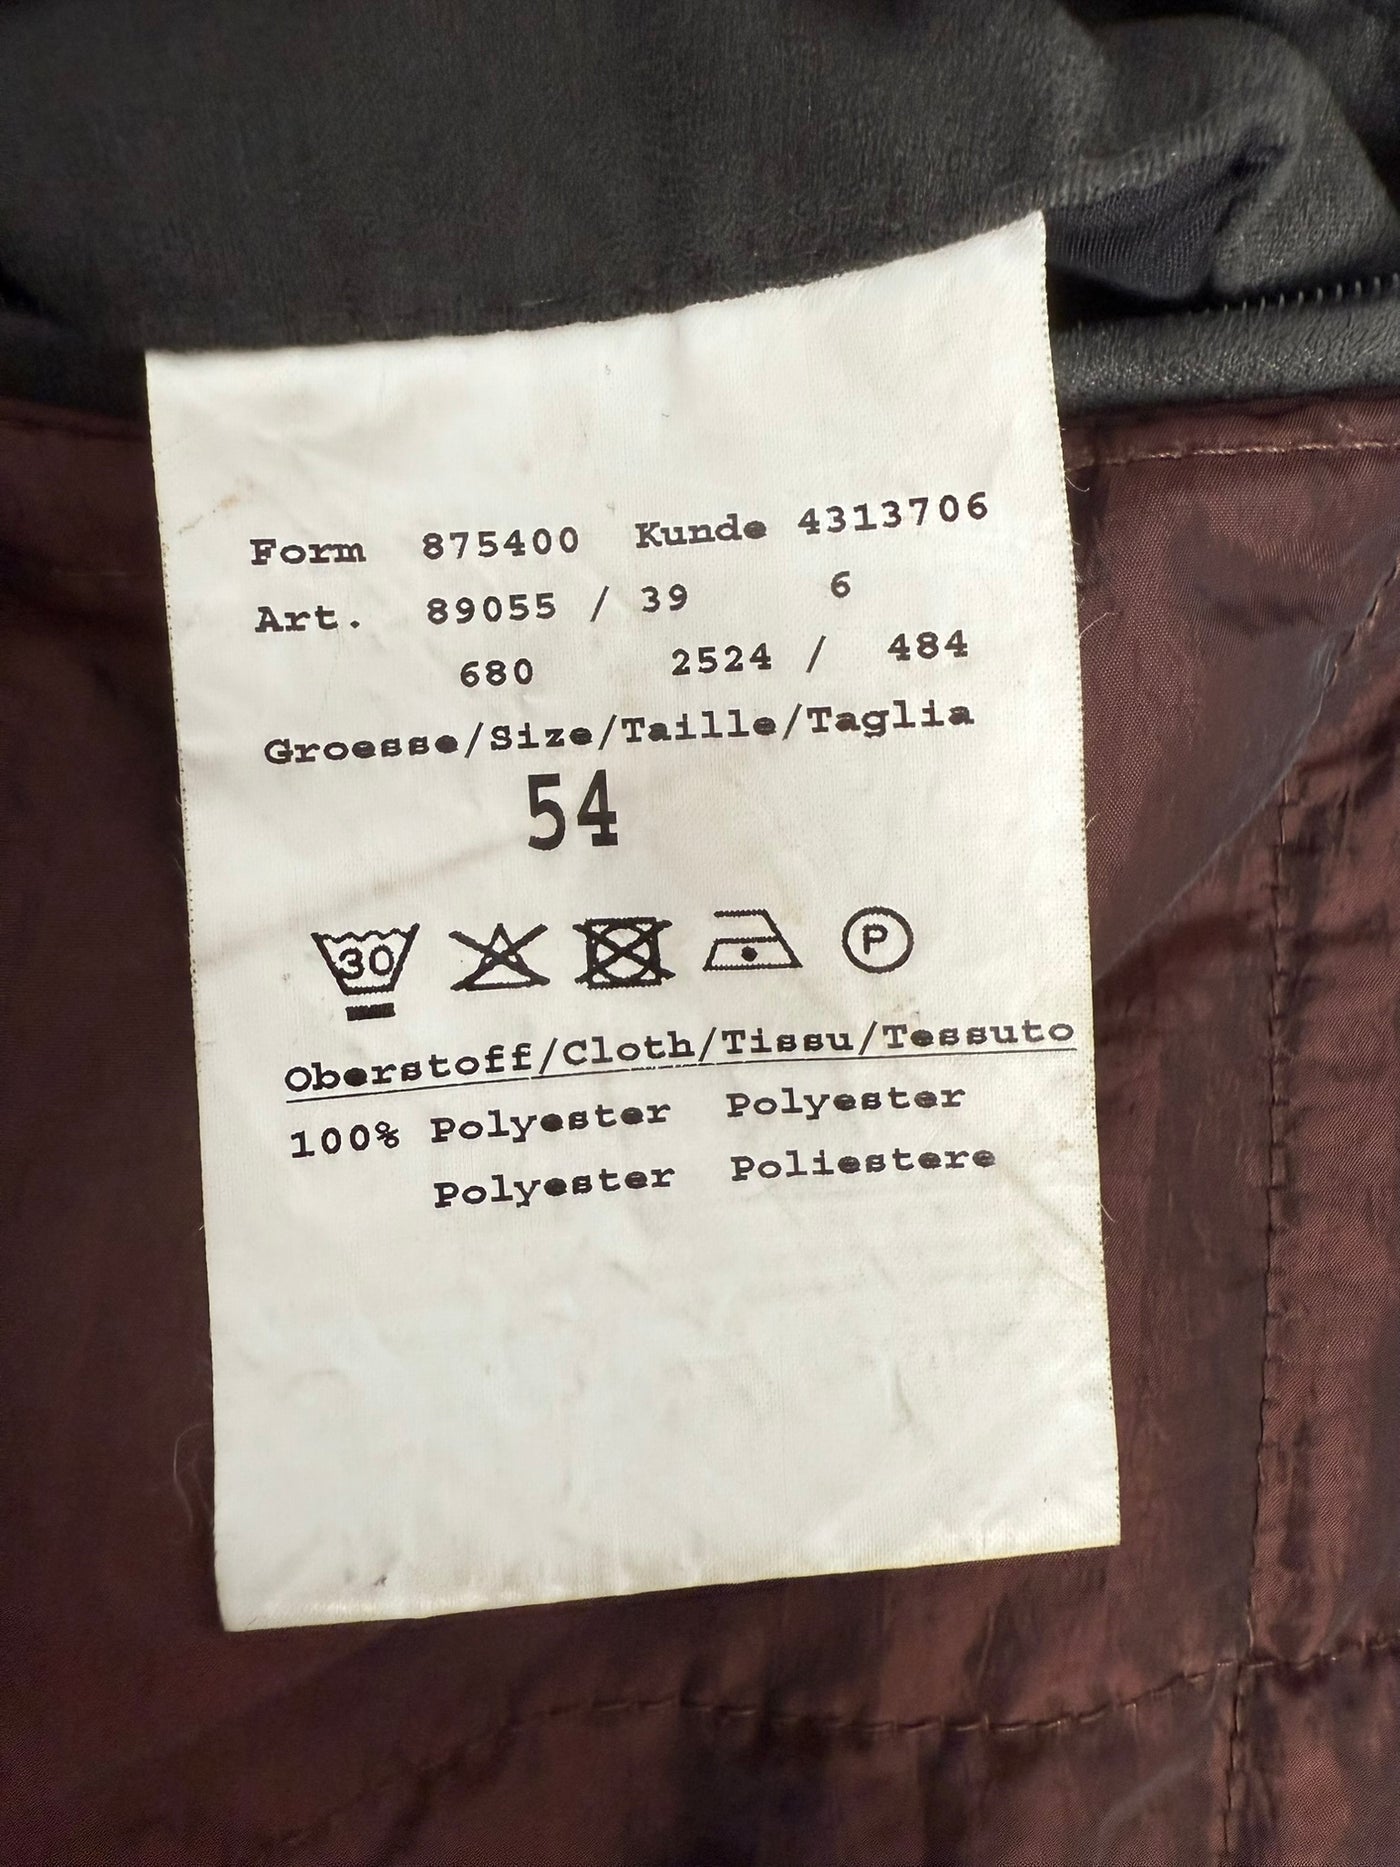 Form 875400 Kunde 4313706
Art. 89055 / 39 6
680 2524 / 484
Groesse/Size/Taille/Taglia
54
30 P
Oberstoff/Cloth/Tissu/Tessuto
100% Polyester Polyester
Polyester Poliestere